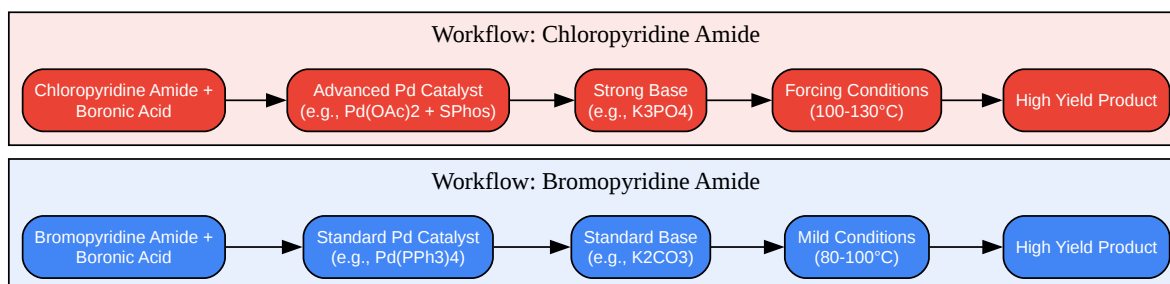 Workflow: Chloropyridine Amide
Chloropyridine Amide +
Boronic Acid
Advanced Pd Catalyst
(e.g., Pd(OAc)2 + SPhos)
Strong Base
(e.g., K3PO4)
Forcing Conditions
(100-130°C)
High Yield Product
Workflow: Bromopyridine Amide
Bromopyridine Amide +
Boronic Acid
Standard Pd Catalyst
(e.g., Pd(PPh3)4)
Standard Base
(e.g., K2CO3)
Mild Conditions
(80-100°C)
High Yield Product